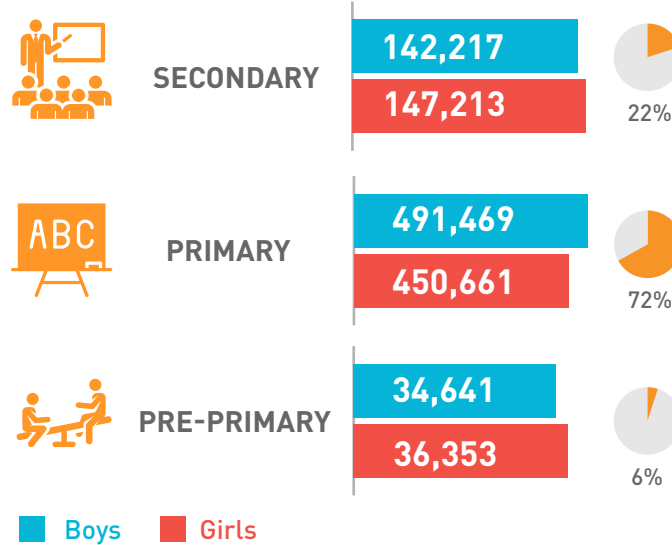 SECONDARY
142,217
147,213
22%
ABC
PRIMARY
491,469
450,661
72%
PRE-PRIMARY
34,641
36,353
6%
Boys Girls